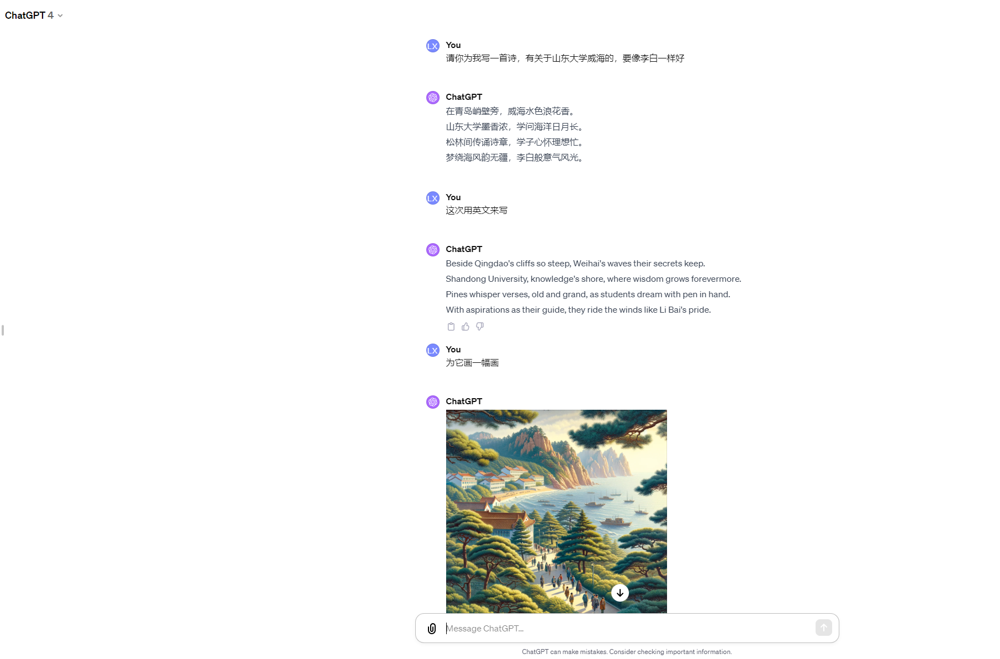 ChatGPT 4
LX
You
请你为我写一首诗，有关于山东大学威海的，要像李白一样好
ChatGPT
在青岛峭壁旁，威海水色浪花香。
山东大学墨香浓，学问海洋日月长。
松林间传诵诗章，学子心怀理想忙。
梦绕海风韵无疆，李白般意气风光。
LX
You
这次用英文来写
ChatGPT
Beside Qingdao's cliffs so steep, Weihai's waves their secrets keep.
Shandong University, knowledge's shore, where wisdom grows forevermore.
Pines whisper verses, old and grand, as students dream with pen in hand.
With aspirations as their guide, they ride the winds like Li Bai's pride.
LX
You
为它画一幅画
ChatGPT
Message ChatGPT...
ChatGPT can make mistakes. Consider checking important information.